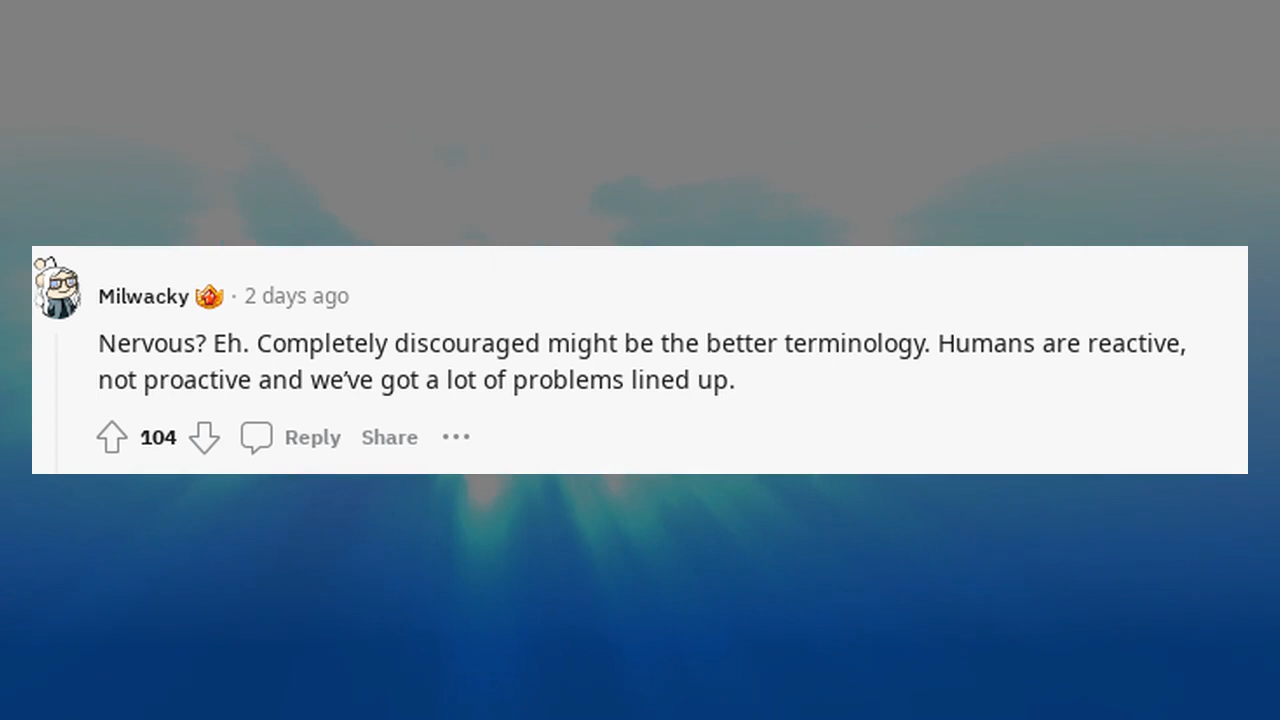 Milwacky · 2 days ago
Nervous? Eh. Completely discouraged might be the better terminology. Humans are reactive,
not proactive and we’ve got a lot of problems lined up.
104 Reply Share ···